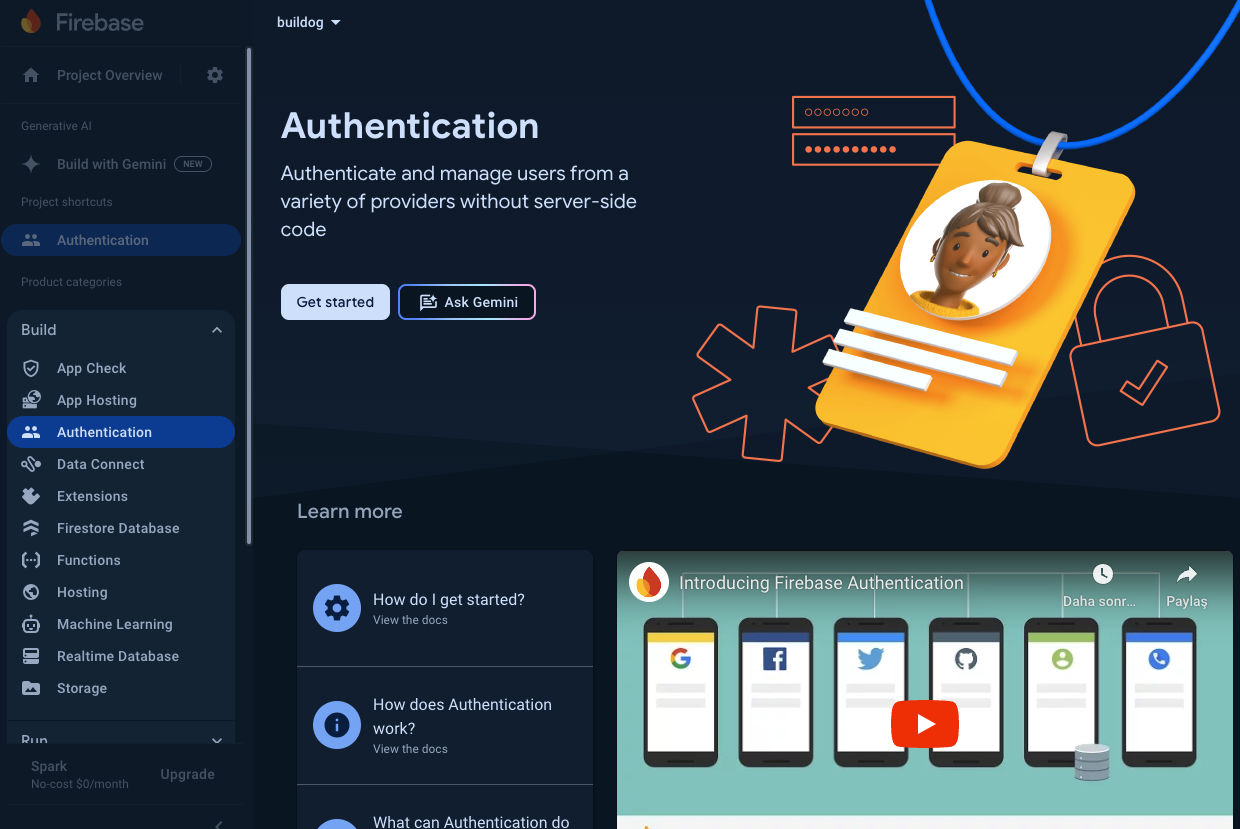 Firebase
buildog
Project Overview
Generative AI
Build with Gemini NEW
Project shortcuts
Authentication
Product categories
Build
App Check
App Hosting
Authentication
Data Connect
Extensions
Firestore Database
Functions
Hosting
Machine Learning
Realtime Database
Storage
Run
Spark
No-cost $0/month
Upgrade
Authentication
Authenticate and manage users from a
variety of providers without server-side
code
Get started
Ask Gemini
Learn more
How do I get started?
View the docs
How does Authentication
work?
View the docs
What can Authentication do
Introducing Firebase Authentication
Daha sonr...
Paylaş